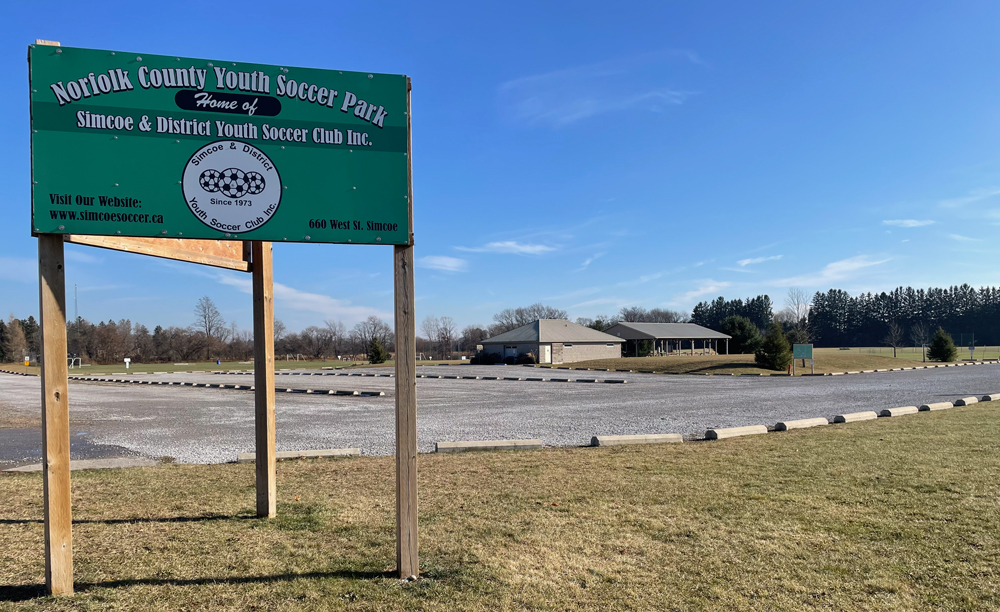 Norfolk County Youth Soccer Park
Home of
Simcoe & District Youth Soccer Club Inc.
Simcoe & District
Since 1973
Youth Soccer Club Inc.
Visit Our Website:
www.simcoesoccer.ca
660 West St. Simcoe